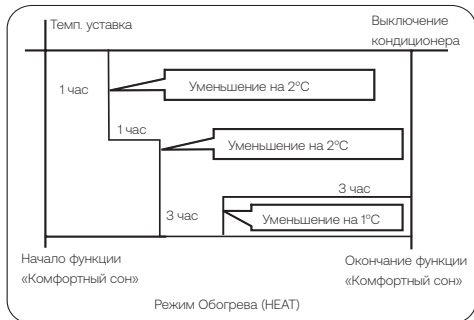 Темп. уставка
Выключение
кондиционера
1 час
Уменьшение на 2°C
1 час
Уменьшение на 2°C
3 час
3 час
Уменьшение на 1°C
Начало функции
«Комфортный сон»
Окончание функции
«Комфортный сон»
Режим Обогрева (HEAT)